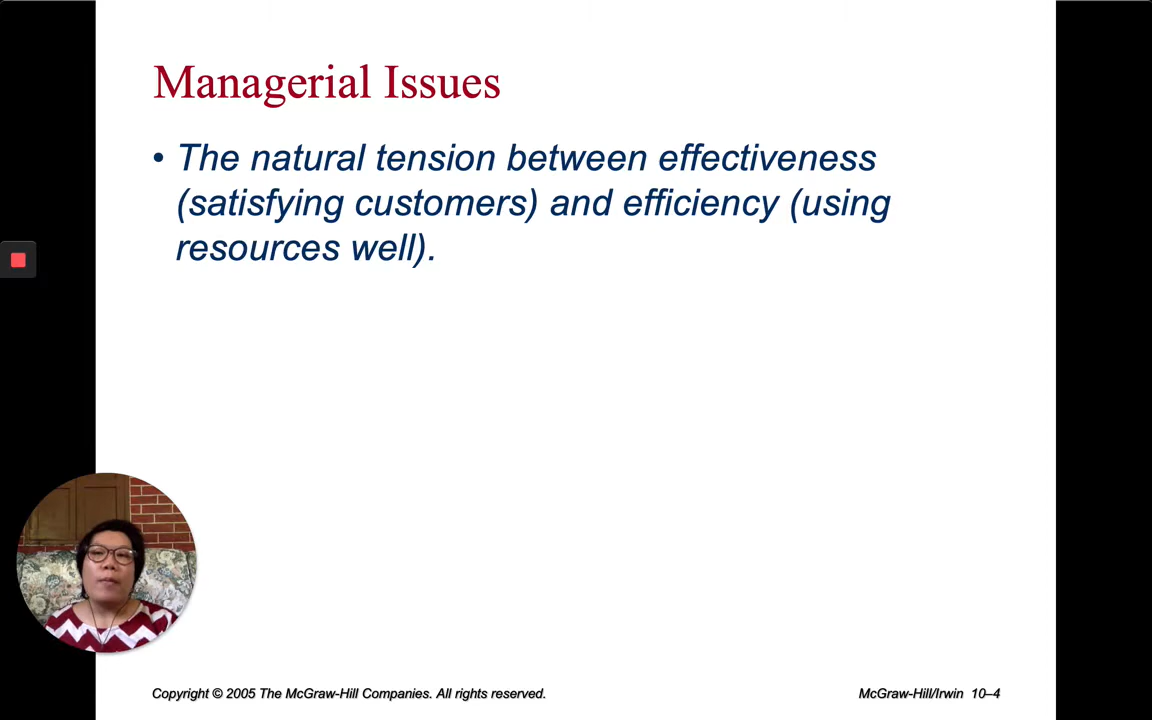 Managerial Issues
• The natural tension between effectiveness
(satisfying customers) and efficiency (using
resources well).
Copyright © 2005 The McGraw-Hill Companies. All rights reserved.
McGraw-Hill/Irwin 10–4